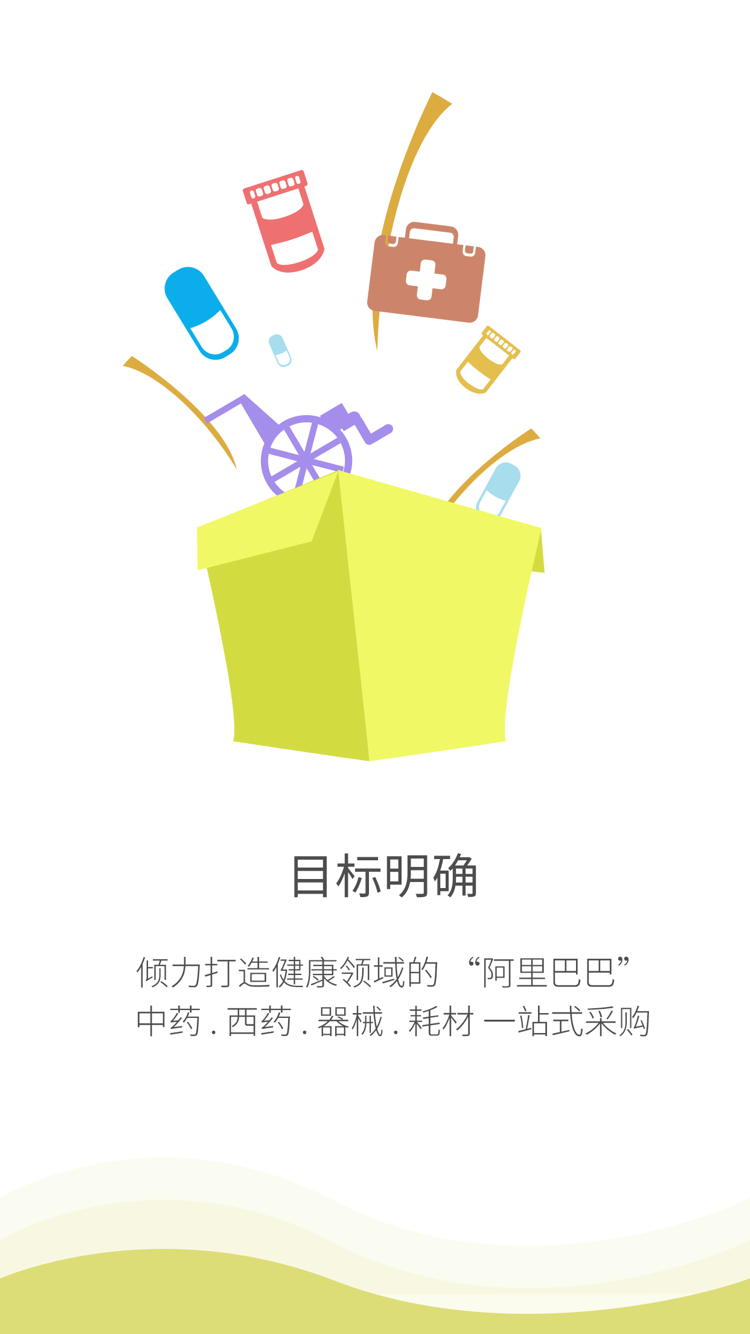 目标明确
倾力打造健康领域的 “阿里巴巴”
中药 . 西药 . 器械 . 耗材 一站式采购